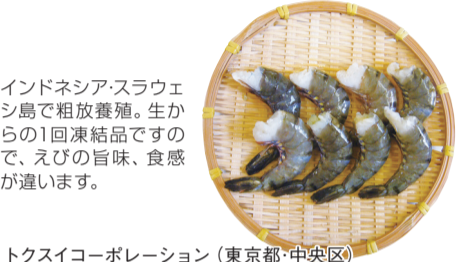 インドネシア・スラウェ
シ島で粗放養殖。生か
らの1回凍結品ですの
で、えびの旨味、食感
が違います。
トクスイコーポレーション（東京都・中央区）